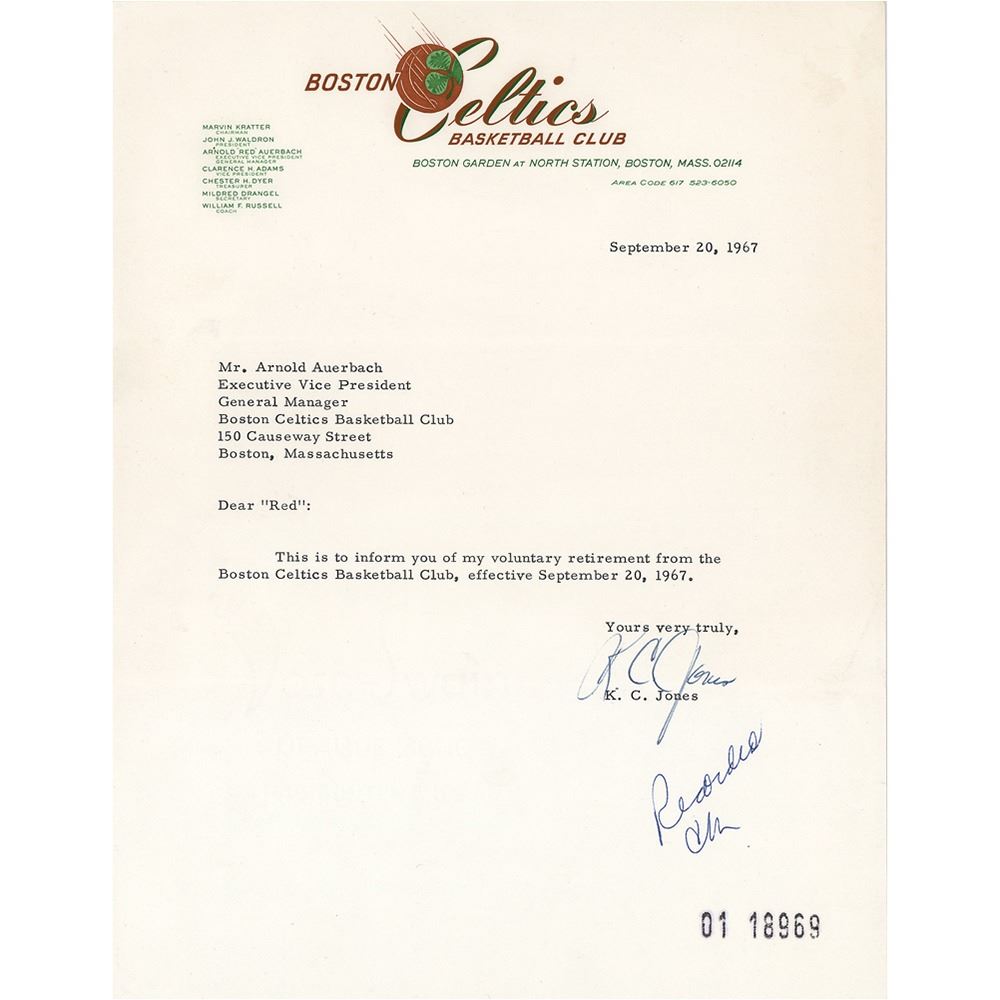 BOSTON Celtics
BASKETBALL CLUB
BOSTON GARDEN AT NORTH STATION, BOSTON, MASS. 02114
AREA CODE 617 523-6050
MARVIN KRATTER
CHAIRMAN
JOHN J. WALDRON
PRESIDENT
ARNOLD "RED" AUERBACH
EXECUTIVE VICE PRESIDENT
GENERAL MANAGER
CLARENCE H. ADAMS
VICE PRESIDENT
CHESTER H. DYER
TREASURER
MILDRED DRANGEL
SECRETARY
WILLIAM F. RUSSELL
COACH
September 20, 1967
Mr. Arnold Auerbach
Executive Vice President
General Manager
Boston Celtics Basketball Club
150 Causeway Street
Boston, Massachusetts
Dear "Red":
This is to inform you of my voluntary retirement from the
Boston Celtics Basketball Club, effective September 20, 1967.
Yours very truly,
K C Jones
K. C. Jones
Recorded
01 18969